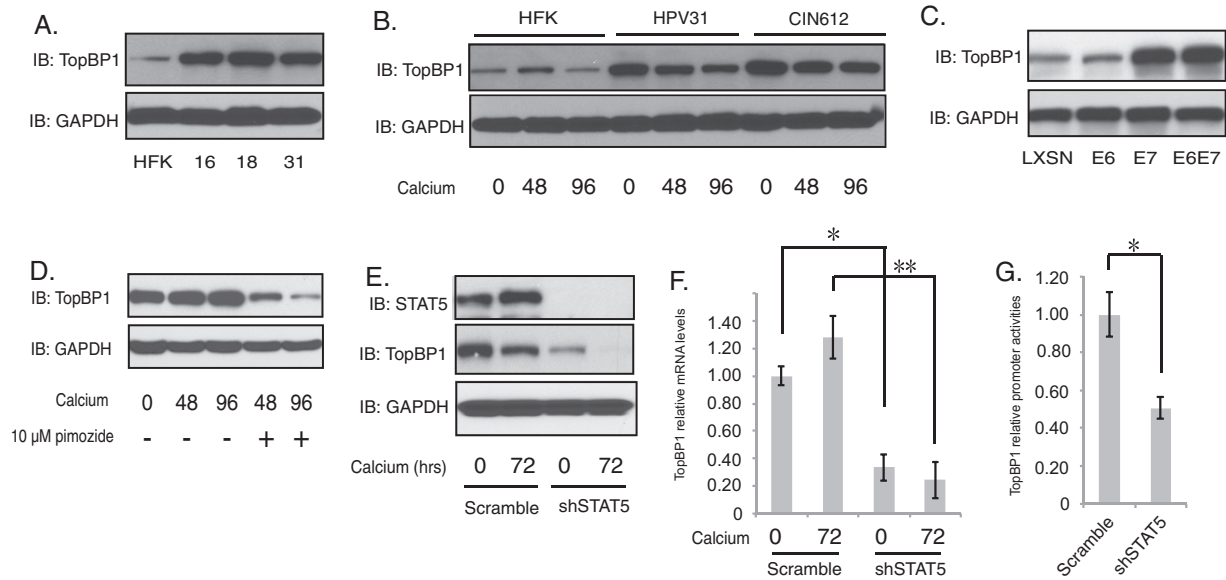 A.
IB: TopBP1
IB: GAPDH
HFK 16 18 31
B.
HFK HPV31 CIN612
IB: TopBP1
IB: GAPDH
Calcium 0 48 96 0 48 96 0 48 96
C.
IB: TopBP1
IB: GAPDH
LXSN E6 E7 E6E7
D.
IB: TopBP1
IB: GAPDH
Calcium 0 48 96 48 96
10 µM pimozide - - - + +
E.
IB: STAT5
IB: TopBP1
IB: GAPDH
Calcium (hrs) 0 72 0 72
Scramble shSTAT5
F.
* **
TopBP1 relative mRNA levels
1.40
1.20
1.00
0.80
0.60
0.40
0.20
0
Calcium 0 72 0 72
Scramble shSTAT5
G.
*
TopBP1 relative promoter activities
1.20
1.00
0.80
0.60
0.40
0.20
0
Scramble
shSTAT5